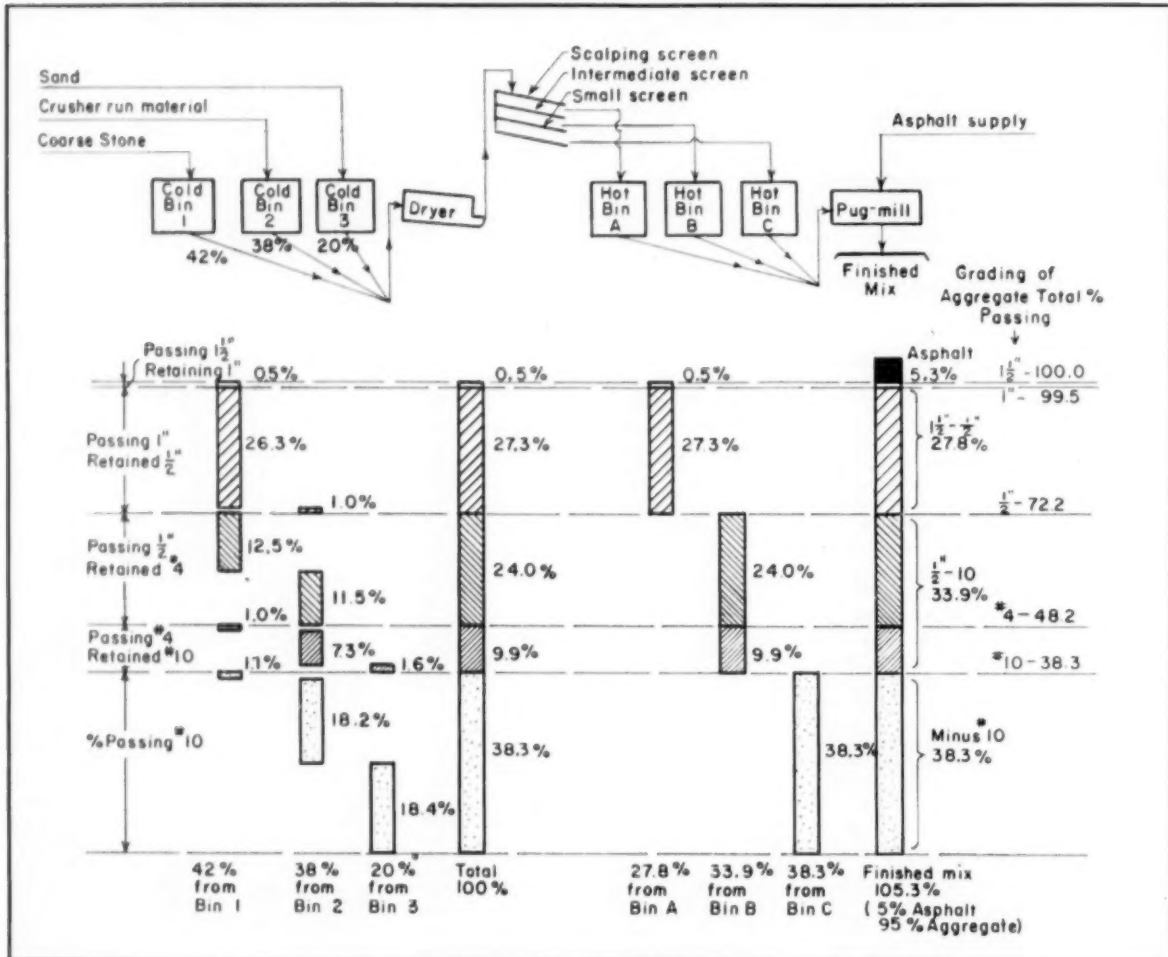 Sand
Crusher run material
Coarse Stone
Scalping screen
Intermediate screen
Small screen
Asphalt supply
Cold
Bin
1
Cold
Bin
2
Cold
Bin
3
Dryer
Hot
Bin
A
Hot
Bin
B
Hot
Bin
C
Pug-mill
42%
38%
20%
Finished
Mix
Grading of
Aggregate Total %
Passing
Passing 1 1/2"
Retaining 1"
0.5%
0.5%
0.5%
Asphalt
5.3%
1 1/2" - 100.0
1" - 99.5
Passing 1"
Retained 1/2"
26.3%
27.3%
27.3%
1 1/2" - 1/2"
27.8%
1.0%
1/2" - 72.2
Passing 1/2"
Retained #4
12.5%
11.5%
24.0%
24.0%
1/2" - 10
33.9%
#4 - 48.2
1.0%
Passing #4
Retained #10
7.3%
1.6%
9.9%
9.9%
#10 - 38.3
1.1%
% Passing #10
18.2%
18.4%
38.3%
38.3%
Minus #10
38.3%
42%
from
Bin 1
38%
from
Bin 2
20%
from
Bin 3
Total
100%
27.8%
from
Bin A
33.9%
from
Bin B
38.3%
from
Bin C
Finished mix
105.3%
(5% Asphalt
95% Aggregate)